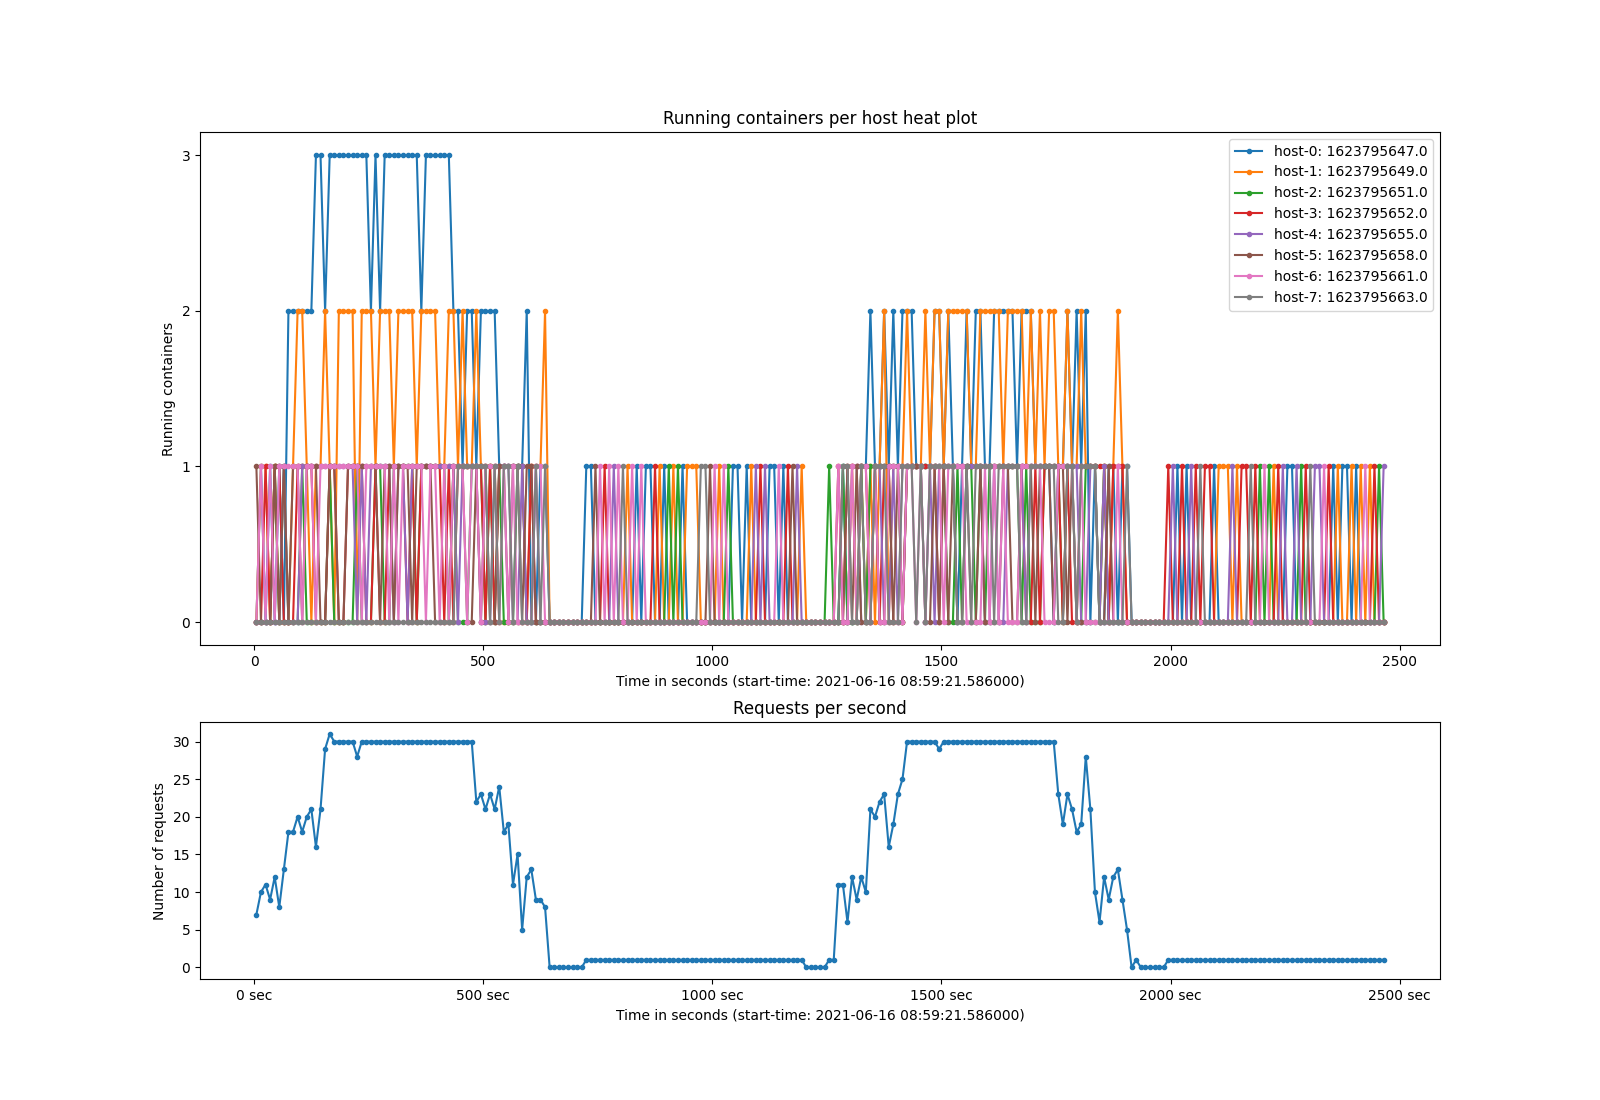 Running containers per host heat plot
Running containers
3
2
1
0
host-0: 1623795647.0
host-1: 1623795649.0
host-2: 1623795651.0
host-3: 1623795652.0
host-4: 1623795655.0
host-5: 1623795658.0
host-6: 1623795661.0
host-7: 1623795663.0
0 500 1000 1500 2000 2500
Time in seconds (start-time: 2021-06-16 08:59:21.586000)
Requests per second
Number of requests
30
25
20
15
10
5
0
0 sec 500 sec 1000 sec 1500 sec 2000 sec 2500 sec
Time in seconds (start-time: 2021-06-16 08:59:21.586000)